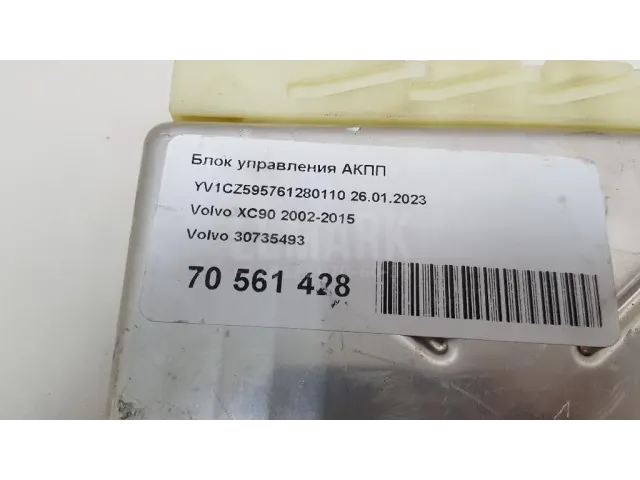 Блок управления АКПП
YV1CZ595761280110 26.01.2023
Volvo XC90 2002-2015
Volvo 30735493
70 561 428